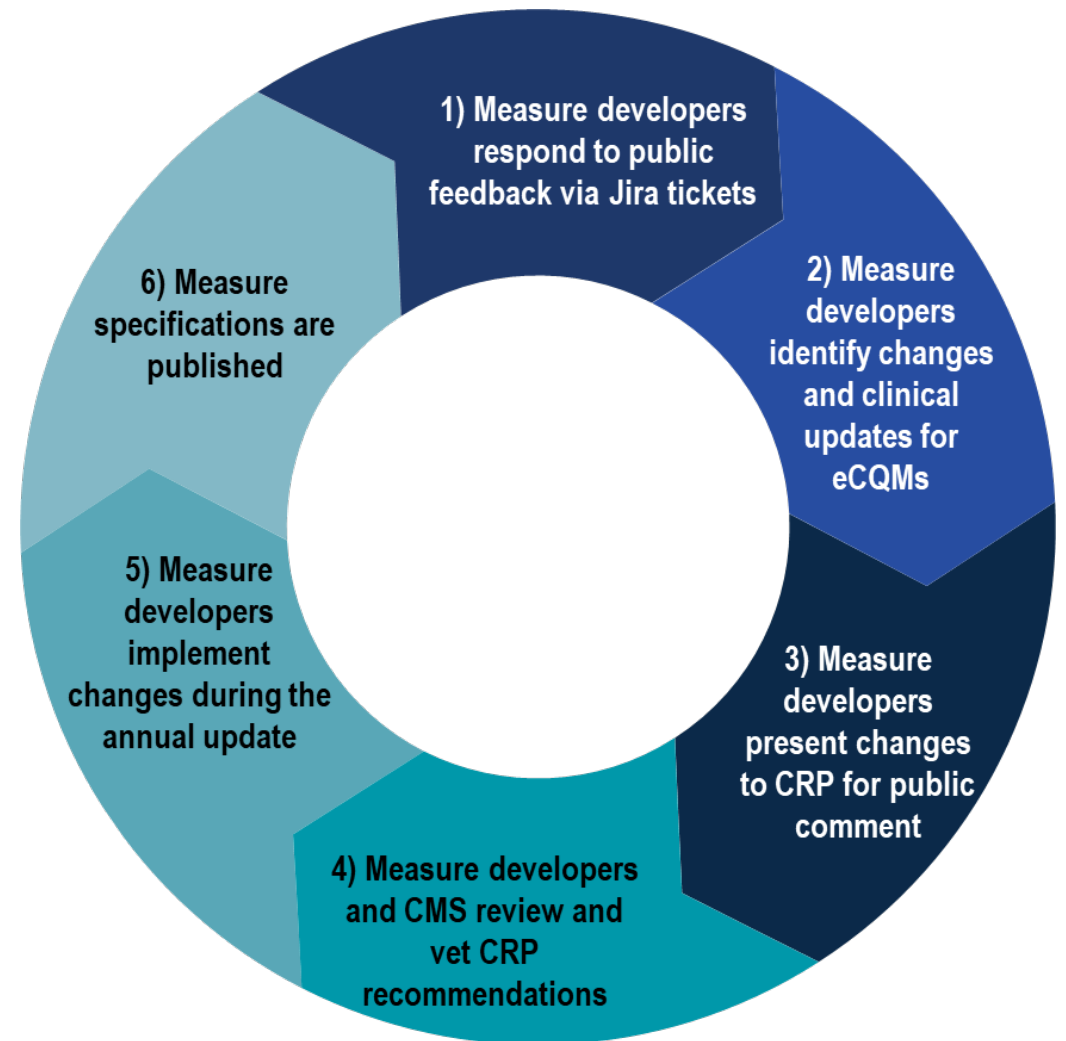 1) Measure developers
respond to public
feedback via Jira tickets
2) Measure
developers
identify changes
and clinical
updates for
eCQMs
3) Measure
developers
present changes
to CRP for public
comment
4) Measure developers
and CMS review and
vet CRP
recommendations
5) Measure
developers
implement
changes during the
annual update
6) Measure
specifications are
published